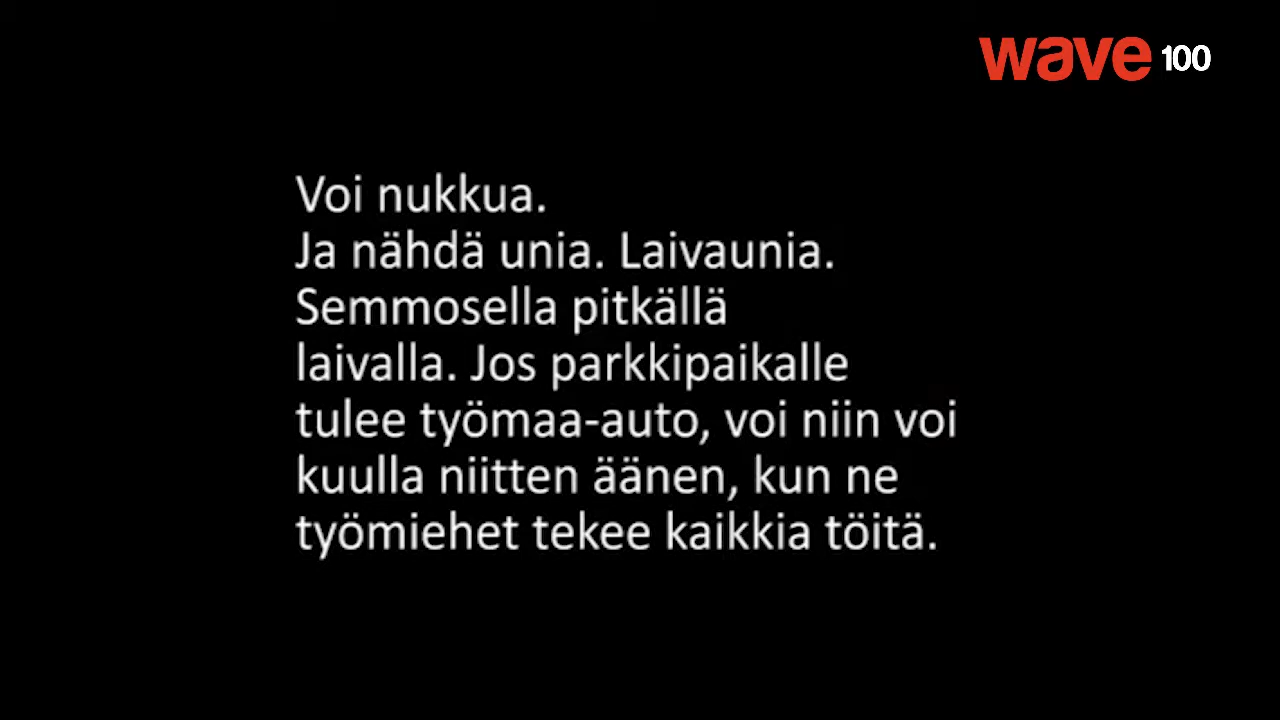 wave 100
Voi nukkua.
Ja nähdä unia. Laivaunia.
Semmosella pitkällä
laivalla. Jos parkkipaikalle
tulee työmaa-auto, voi niin voi
kuulla niitten äänen, kun ne
työmiehet tekee kaikkia töitä.